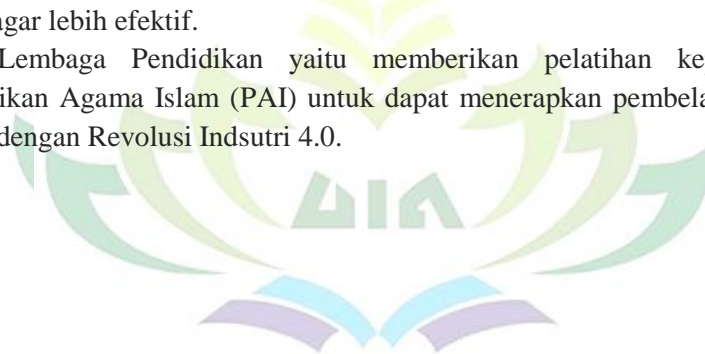 agar lebih efektif.
Lembaga Pendidikan yaitu memberikan pelatihan ke
ikan Agama Islam (PAI) untuk dapat menerapkan pembela
dengan Revolusi Indsutri 4.0.
UIN